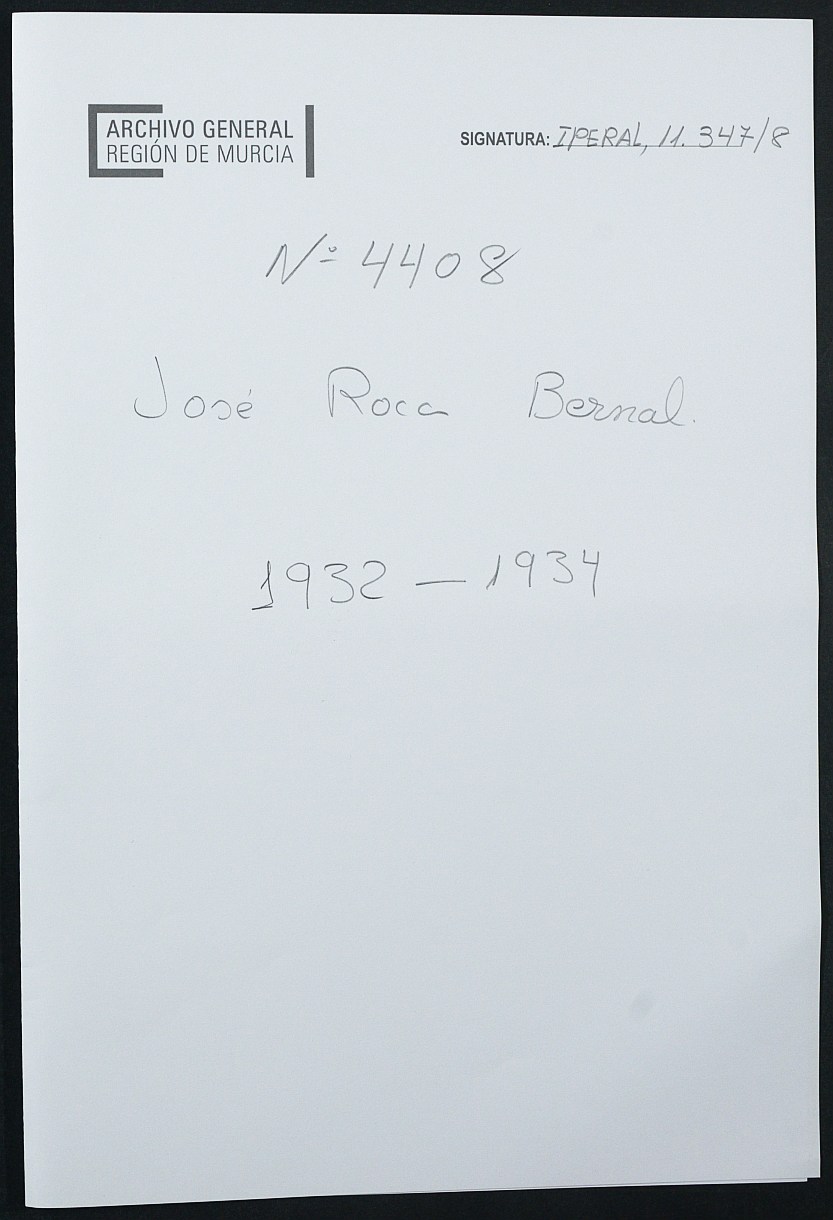 ARCHIVO GENERAL
REGIÓN DE MURCIA
SIGNATURA: IPERAL, 11.347/8
Nº 4408
José Roca Bernal.
1932 — 1934